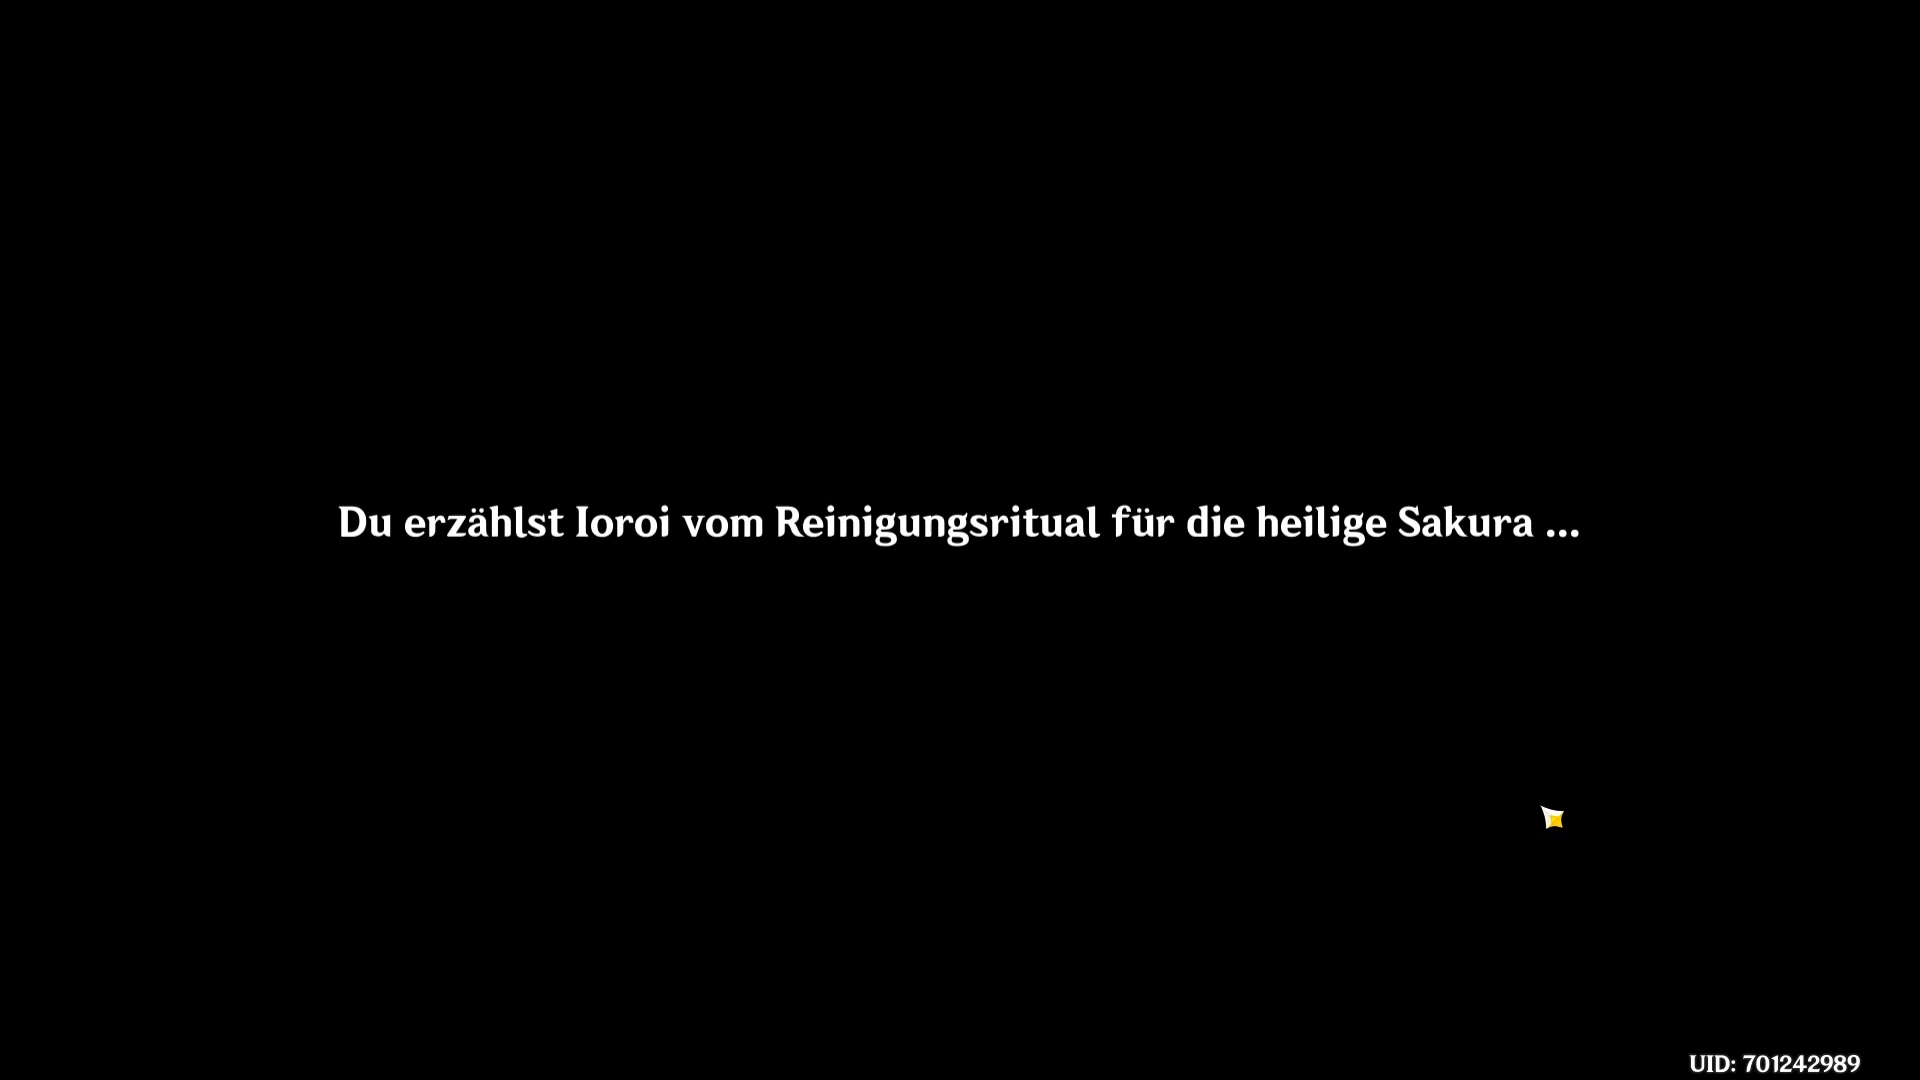 Du erzählst Ioroi vom Reinigungsritual für die heilige Sakura ...
UID: 701242989